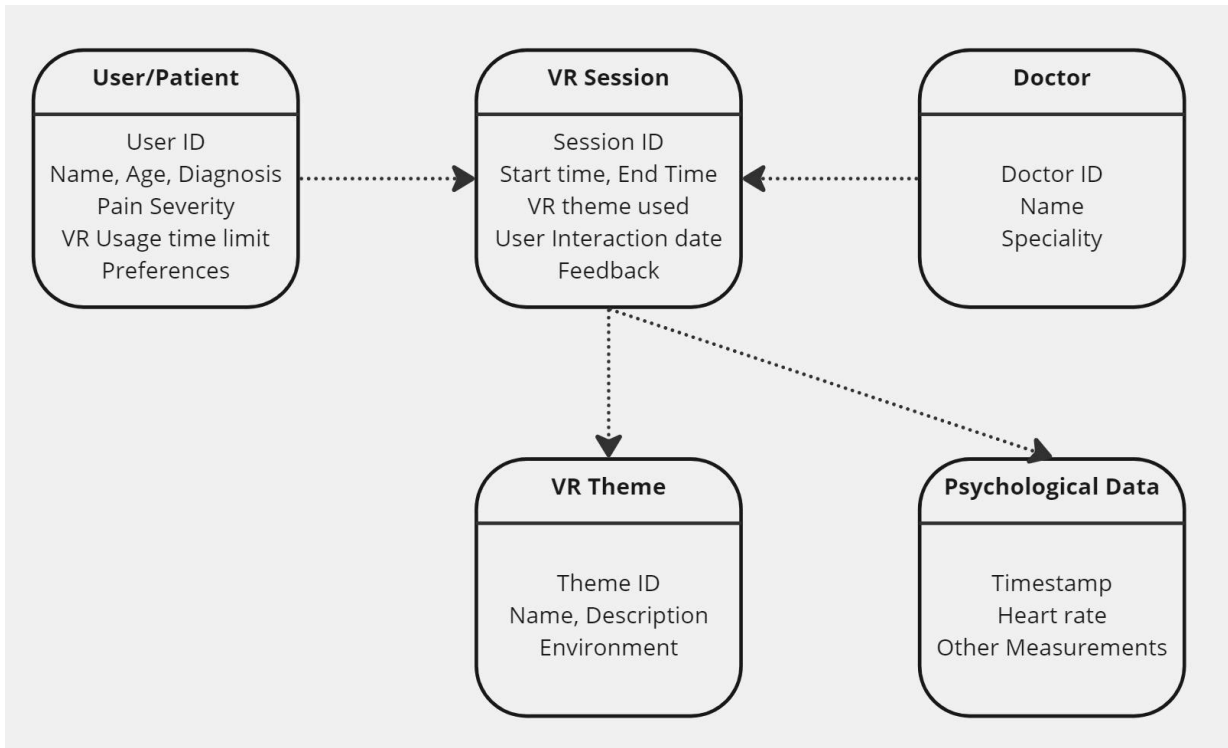 User/Patient
User ID
Name, Age, Diagnosis
Pain Severity
VR Usage time limit
Preferences
VR Session
Session ID
Start time, End Time
VR theme used
User Interaction date
Feedback
Doctor
Doctor ID
Name
Speciality
VR Theme
Theme ID
Name, Description
Environment
Psychological Data
Timestamp
Heart rate
Other Measurements